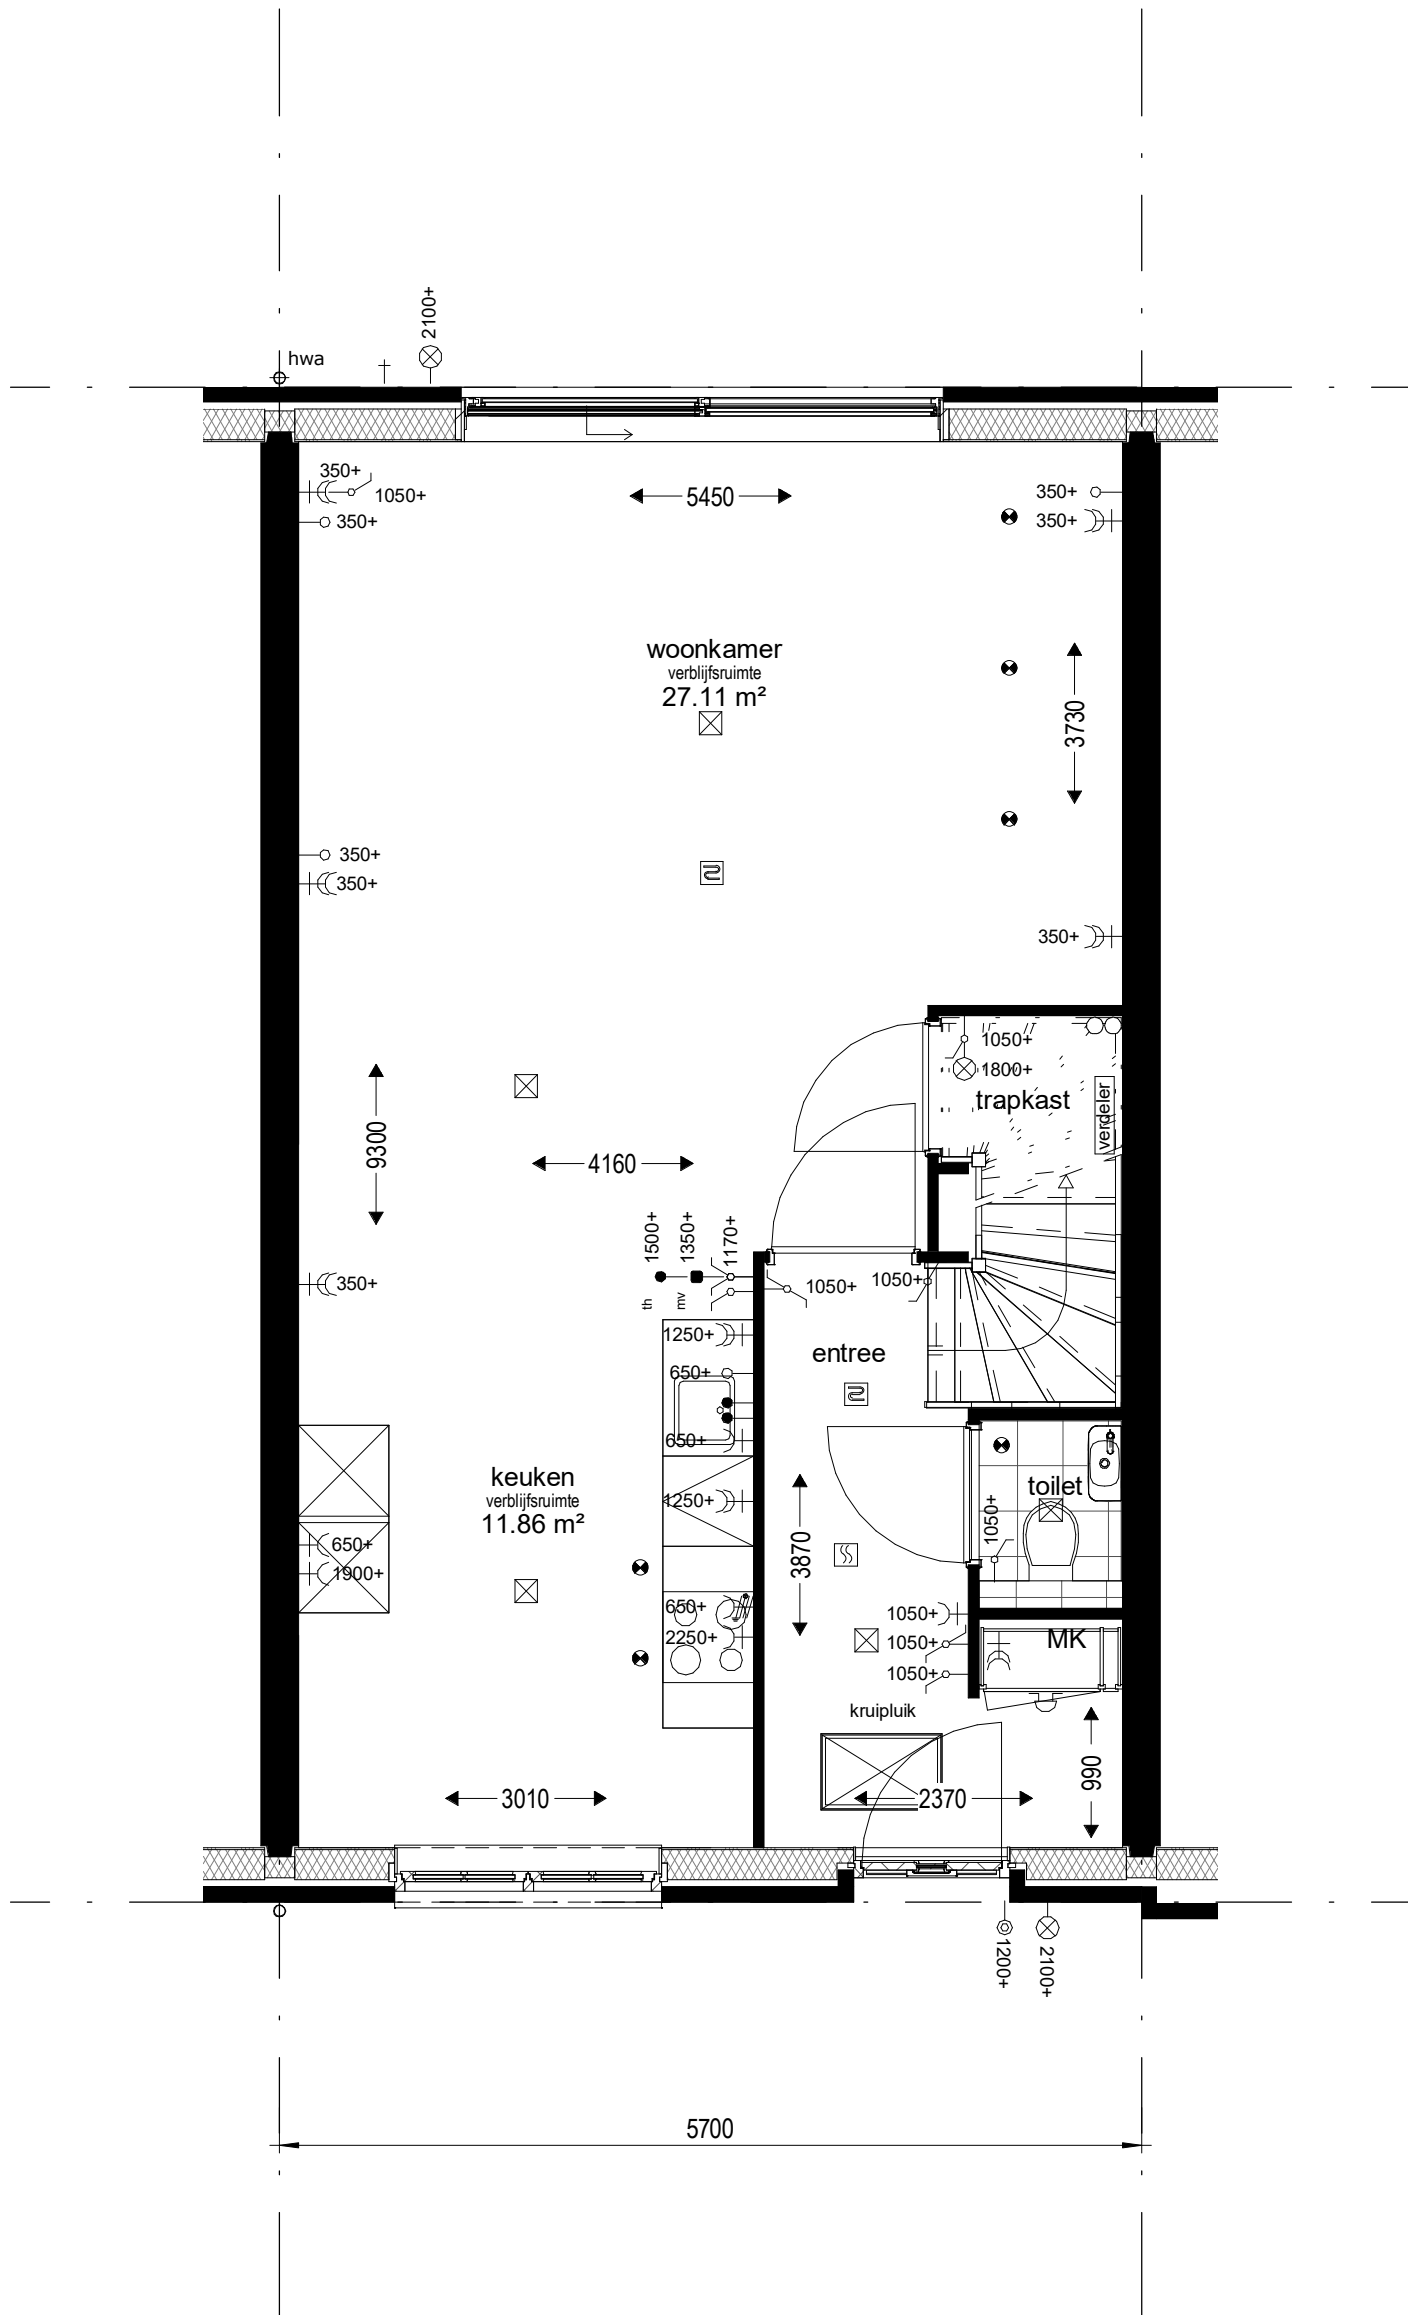 2100+
hwa
350+
1050+
5450
350+
350+
350+
woonkamer
verblijfsruimte
27.11 m²
3730
350+
350+
350+
1050+
1800+
trapkast
verdeler
9300
4160
1500+
1350+
1170+
350+
th
mv
1050+
1050+
1250+
entree
650+
650+
keuken
verblijfsruimte
11.86 m²
1250+
toilet
1050+
3870
650+
1900+
650+
2250+
1050+
1050+
1050+
MK
kruipluik
990
3010
2370
1200+
2100+
5700